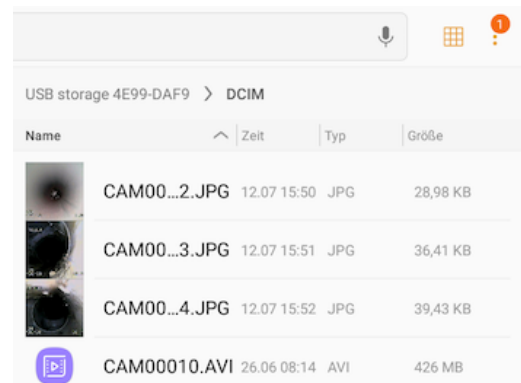 1
USB storage 4E99-DAF9 > DCIM
Name Zeit Typ Größe
CAM00...2.JPG 12.07 15:50 JPG 28,98 KB
CAM00...3.JPG 12.07 15:51 JPG 36,41 KB
CAM00...4.JPG 12.07 15:52 JPG 39,43 KB
CAM00010.AVI 26.06 08:14 AVI 426 MB